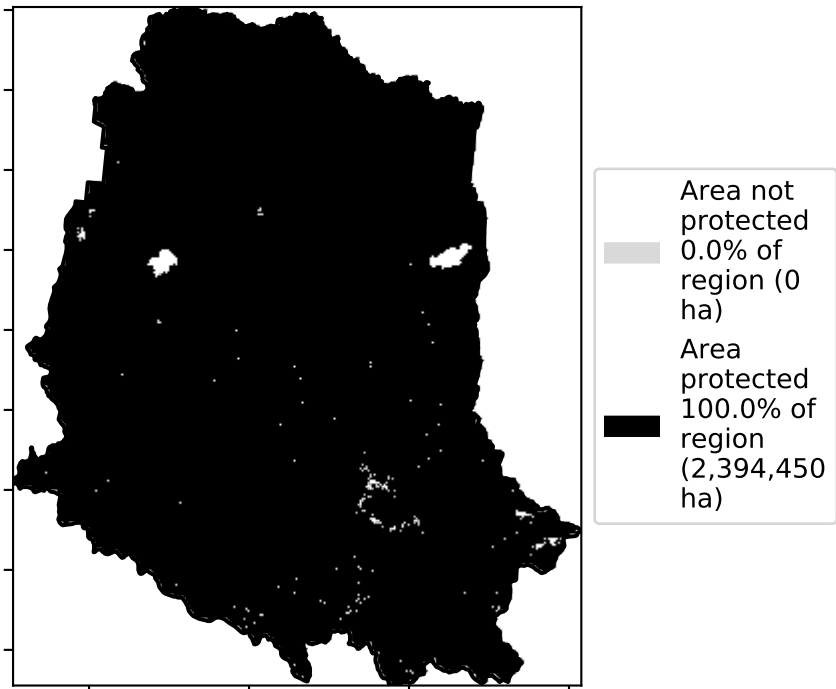 Area not
protected
0.0% of
region (0
ha)
Area
protected
100.0% of
region
(2,394,450
ha)